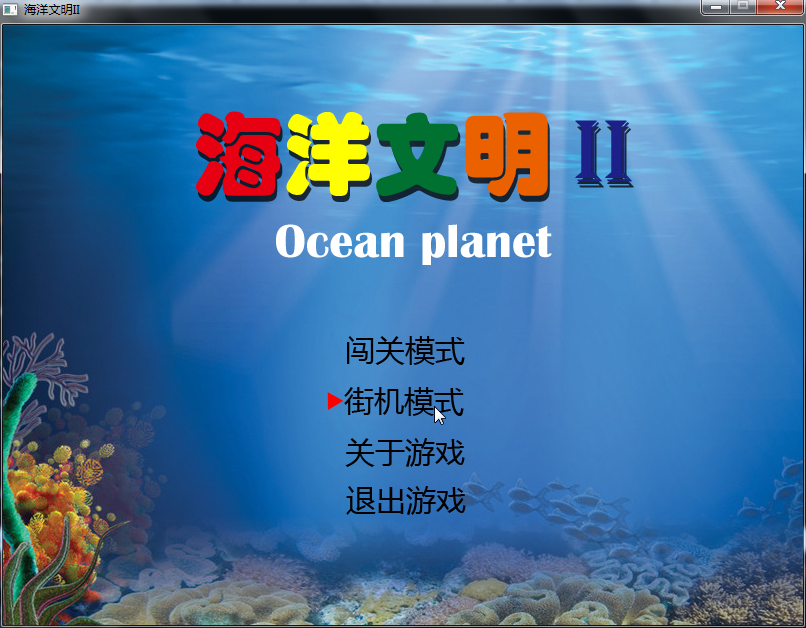 海洋文明II
海洋文明 II
Ocean planet
闯关模式
街机模式
关于游戏
退出游戏